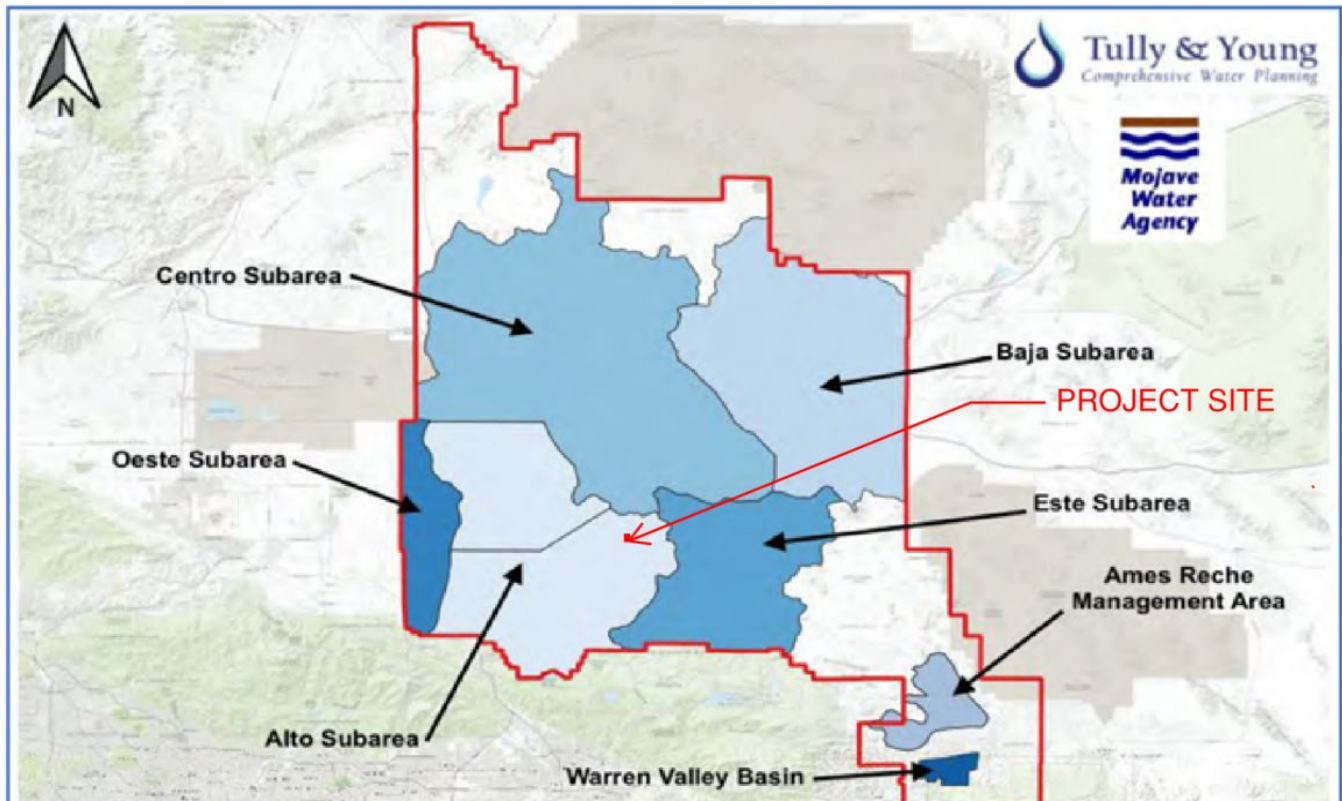 N
Tully & Young
Comprehensive Water Planning
Mojave
Water
Agency
Centro Subarea
Baja Subarea
PROJECT SITE
Oeste Subarea
Este Subarea
Ames Reche
Management Area
Alto Subarea
Warren Valley Basin